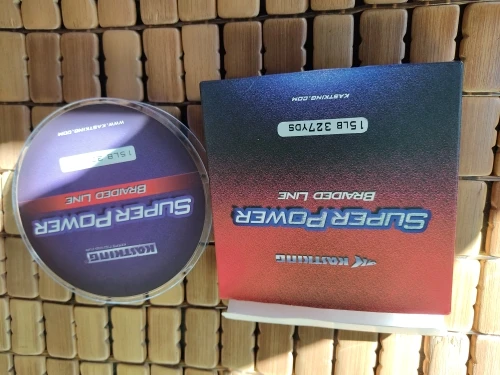 KASTKING
SUPER POWER
BRAIDED LINE
15LB
WWW.KASTKING.COM
KASTKING
SUPER POWER
BRAIDED LINE
15LB 327YDS
KASTKING.COM